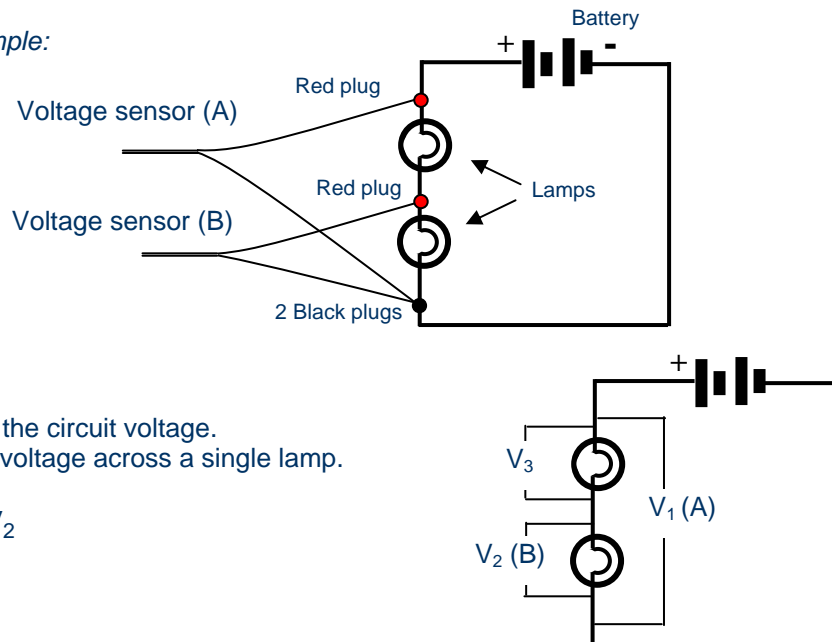 Battery
mple:
+ -
Red plug
Voltage sensor (A)
Red plug
Lamps
Voltage sensor (B)
2 Black plugs
+
the circuit voltage.
voltage across a single lamp.
V₃
V₁ (A)
V₂
V₂ (B)